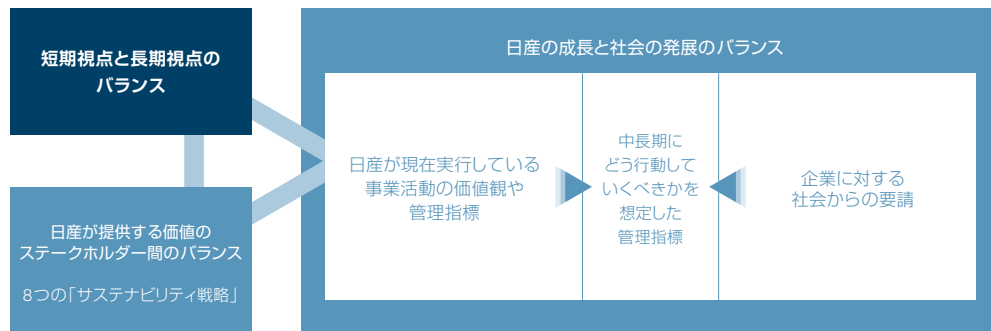 短期視点と長期視点の
バランス
日産が提供する価値の
ステークホルダー間のバランス
8つの「サステナビリティ戦略」
日産の成長と社会の発展のバランス
日産が現在実行している
事業活動の価値観や
管理指標
中長期に
どう行動して
いくべきかを
想定した
管理指標
企業に対する
社会からの要請